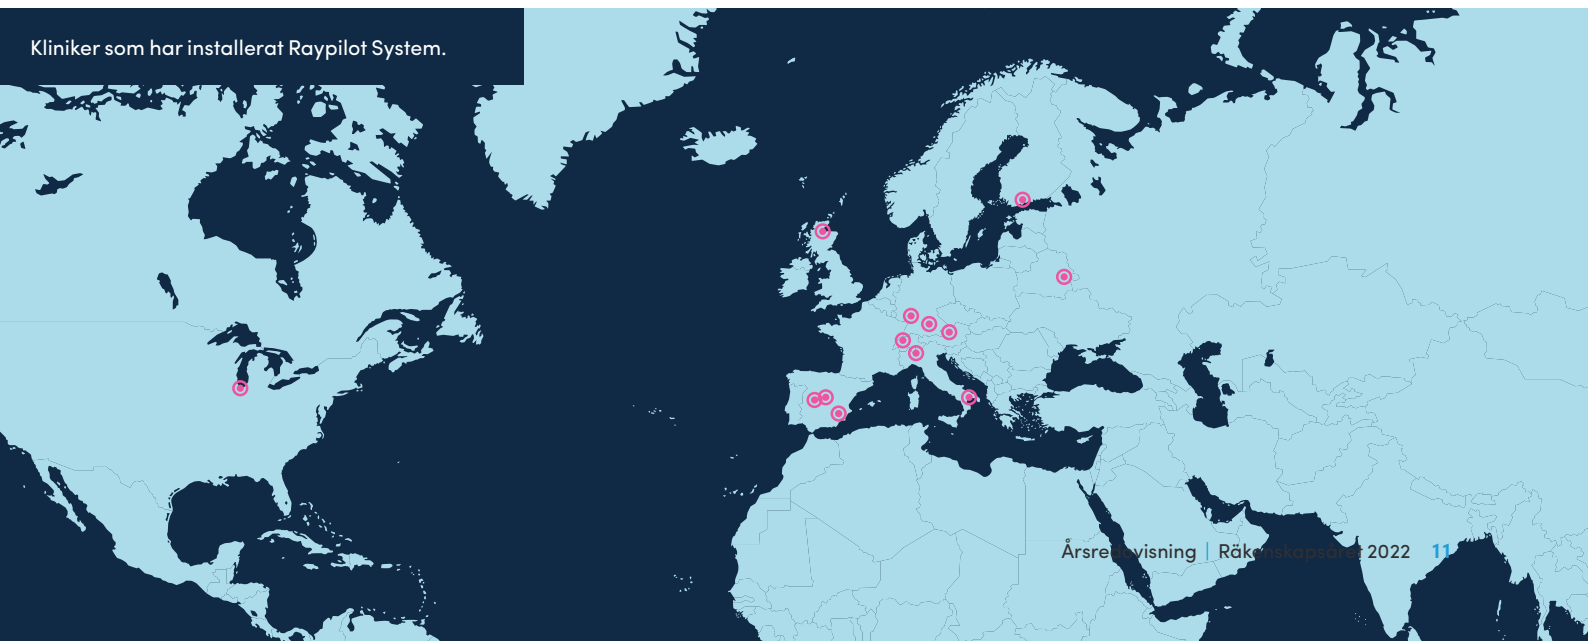 Kliniker som har installerat Raypilot System.
Årsredovisning | Räkenskapsåret 2022 11